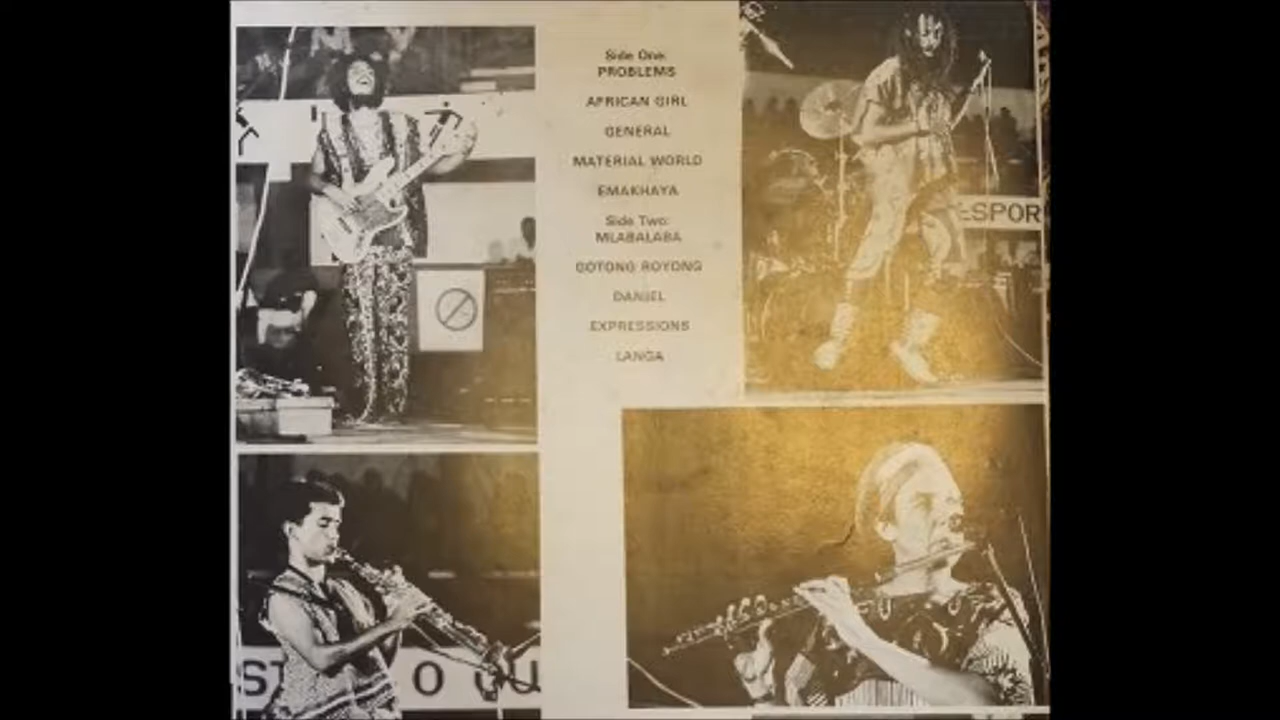 Side One:
PROBLEMS
AFRICAN GIRL
GENERAL
MATERIAL WORLD
EMAKHAYA
Side Two:
MLABALABA
GOTONG ROYONG
DANIEL
EXPRESSIONS
LANGA
ESPOR
ST O QU